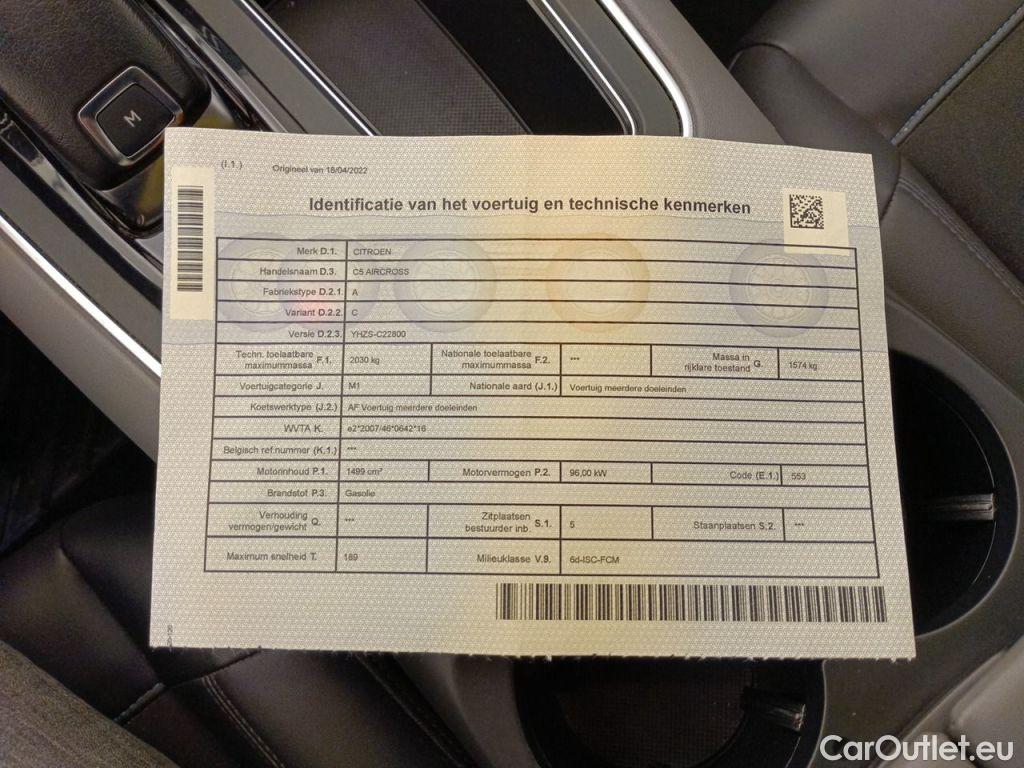 M
(I.1.)
Origineel van 18/04/2022
Identificatie van het voertuig en technische kenmerken
Merk D.1. CITROEN
Handelsnaam D.3. C5 AIRCROSS
Fabriekstype D.2.1. A
Variant D.2.2. C
Versie D.2.3. YHZS-C22800
Techn. toelaatbare maximummassa F.1. 2030 kg Nationale toelaatbare maximummassa F.2. *** Massa in rijklare toestand G. 1574 kg
Voertuigcategorie J. M1 Nationale aard (J.1.) Voertuig meerdere doeleinden
Koetswerktype (J.2.) AF Voertuig meerdere doeleinden
WVTA K. e2*2007/46*0642*16
Belgisch ref.nummer (K.1.) ***
Motorinhoud P.1. 1499 cm³ Motorvermogen P.2. 96,00 kW Code (E.1.) 553
Brandstof P.3. Gasolie
Verhouding vermogen/gewicht Q. *** Zitplaatsen bestuurder inb. S.1. 5 Staanplaatsen S.2. ***
Maximum snelheid T. 189 Milieuklasse V.9. 6d-ISC-FCM
CarOutlet.eu